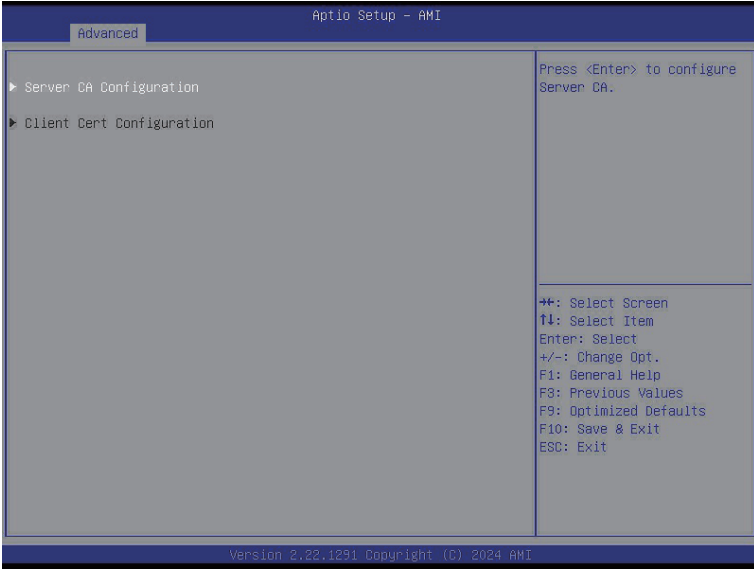 Aptio Setup – AMI
Advanced
Server CA Configuration
Client Cert Configuration
Press <Enter> to configure
Server CA.
→←: Select Screen
↑↓: Select Item
Enter: Select
+/-: Change Opt.
F1: General Help
F3: Previous Values
F9: Optimized Defaults
F10: Save & Exit
ESC: Exit
Version 2.22.1291 Copyright (C) 2024 AMI